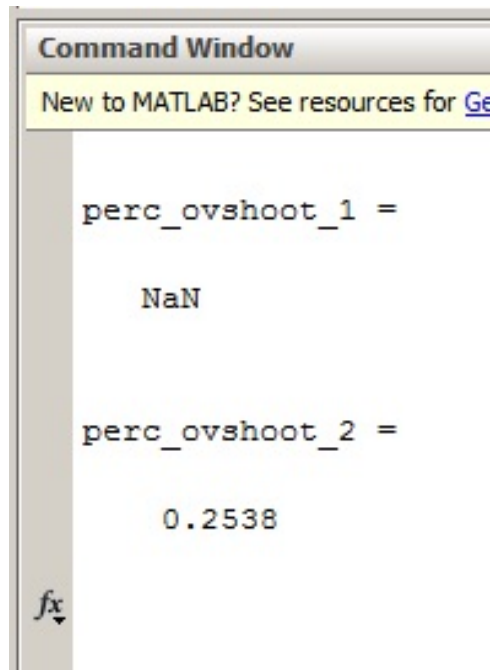 Command Window
New to MATLAB? See resources for Ge
perc_ovshoot_1 =
NaN
perc_ovshoot_2 =
0.2538
fx